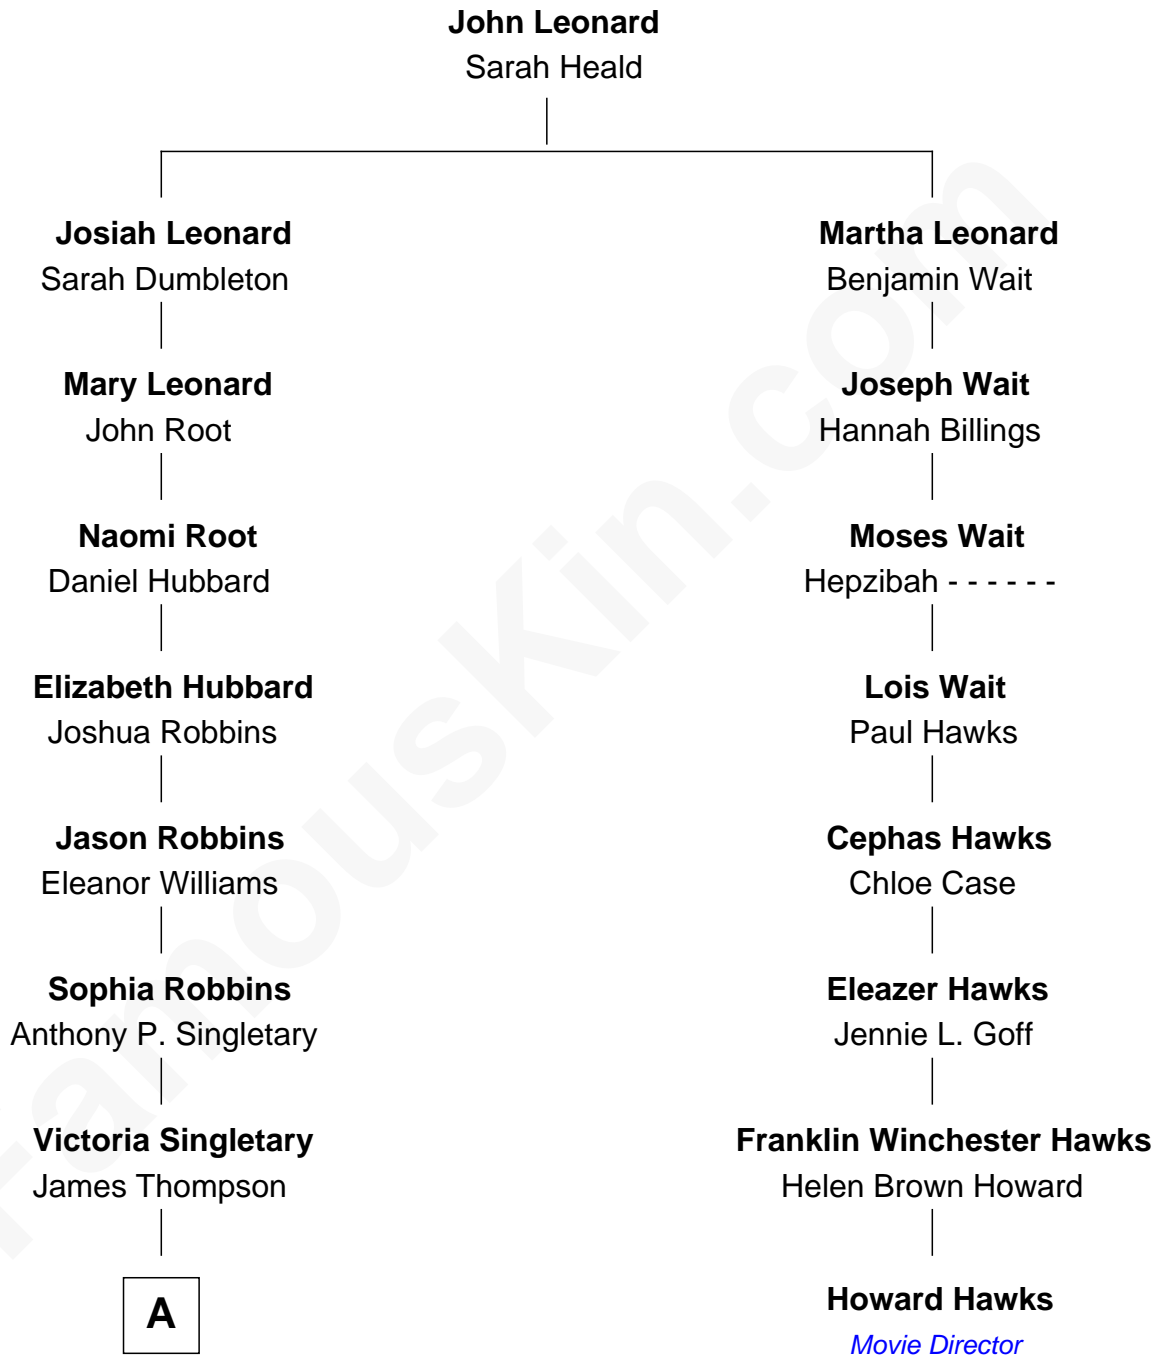 John Leonard
Sarah Heald
Josiah Leonard
Sarah Dumbleton
Mary Leonard
John Root
Naomi Root
Daniel Hubbard
Elizabeth Hubbard
Joshua Robbins
Jason Robbins
Eleanor Williams
Sophia Robbins
Anthony P. Singletary
Victoria Singletary
James Thompson
A
Martha Leonard
Benjamin Wait
Joseph Wait
Hannah Billings
Moses Wait
Hepzibah - - - - - -
Lois Wait
Paul Hawks
Cephas Hawks
Chloe Case
Eleazer Hawks
Jennie L. Goff
Franklin Winchester Hawks
Helen Brown Howard
Howard Hawks
Movie Director
FamousKin.com